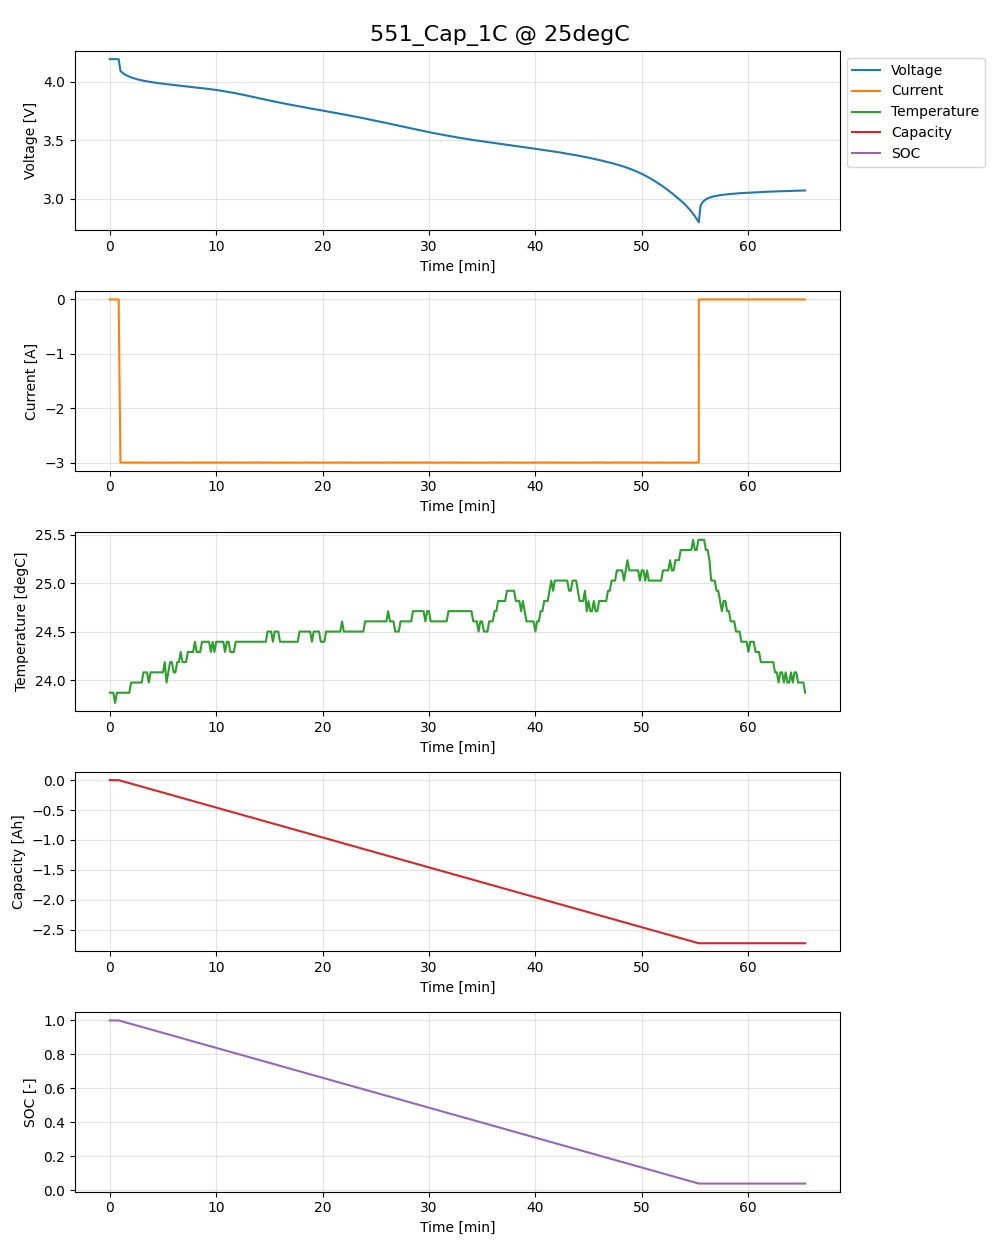 551_Cap_1C @ 25degC
Voltage [V]
4.0
3.5
3.0
0 10 20 30 40 50 60
Time [min]
Voltage
Current
Temperature
Capacity
SOC
Current [A]
0
−1
−2
−3
0 10 20 30 40 50 60
Time [min]
Temperature [degC]
25.5
25.0
24.5
24.0
0 10 20 30 40 50 60
Time [min]
Capacity [Ah]
0.0
−0.5
−1.0
−1.5
−2.0
−2.5
0 10 20 30 40 50 60
Time [min]
SOC [-]
1.0
0.8
0.6
0.4
0.2
0.0
0 10 20 30 40 50 60
Time [min]